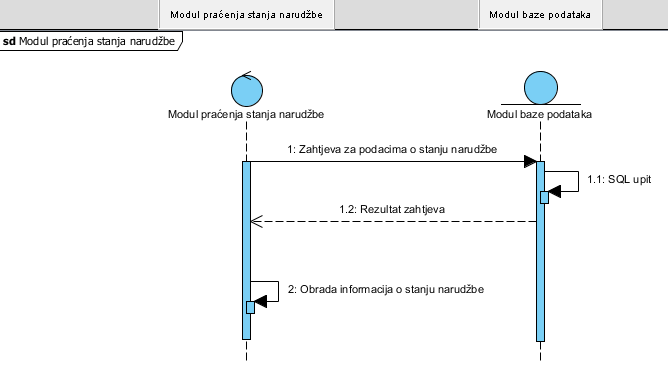 Modul praćenja stanja narudžbe
Modul baze podataka
sd Modul praćenja stanja narudžbe
Modul praćenja stanja narudžbe
Modul baze podataka
1: Zahtjeva za podacima o stanju narudžbe
1.1: SQL upit
1.2: Rezultat zahtjeva
2: Obrada informacija o stanju narudžbe